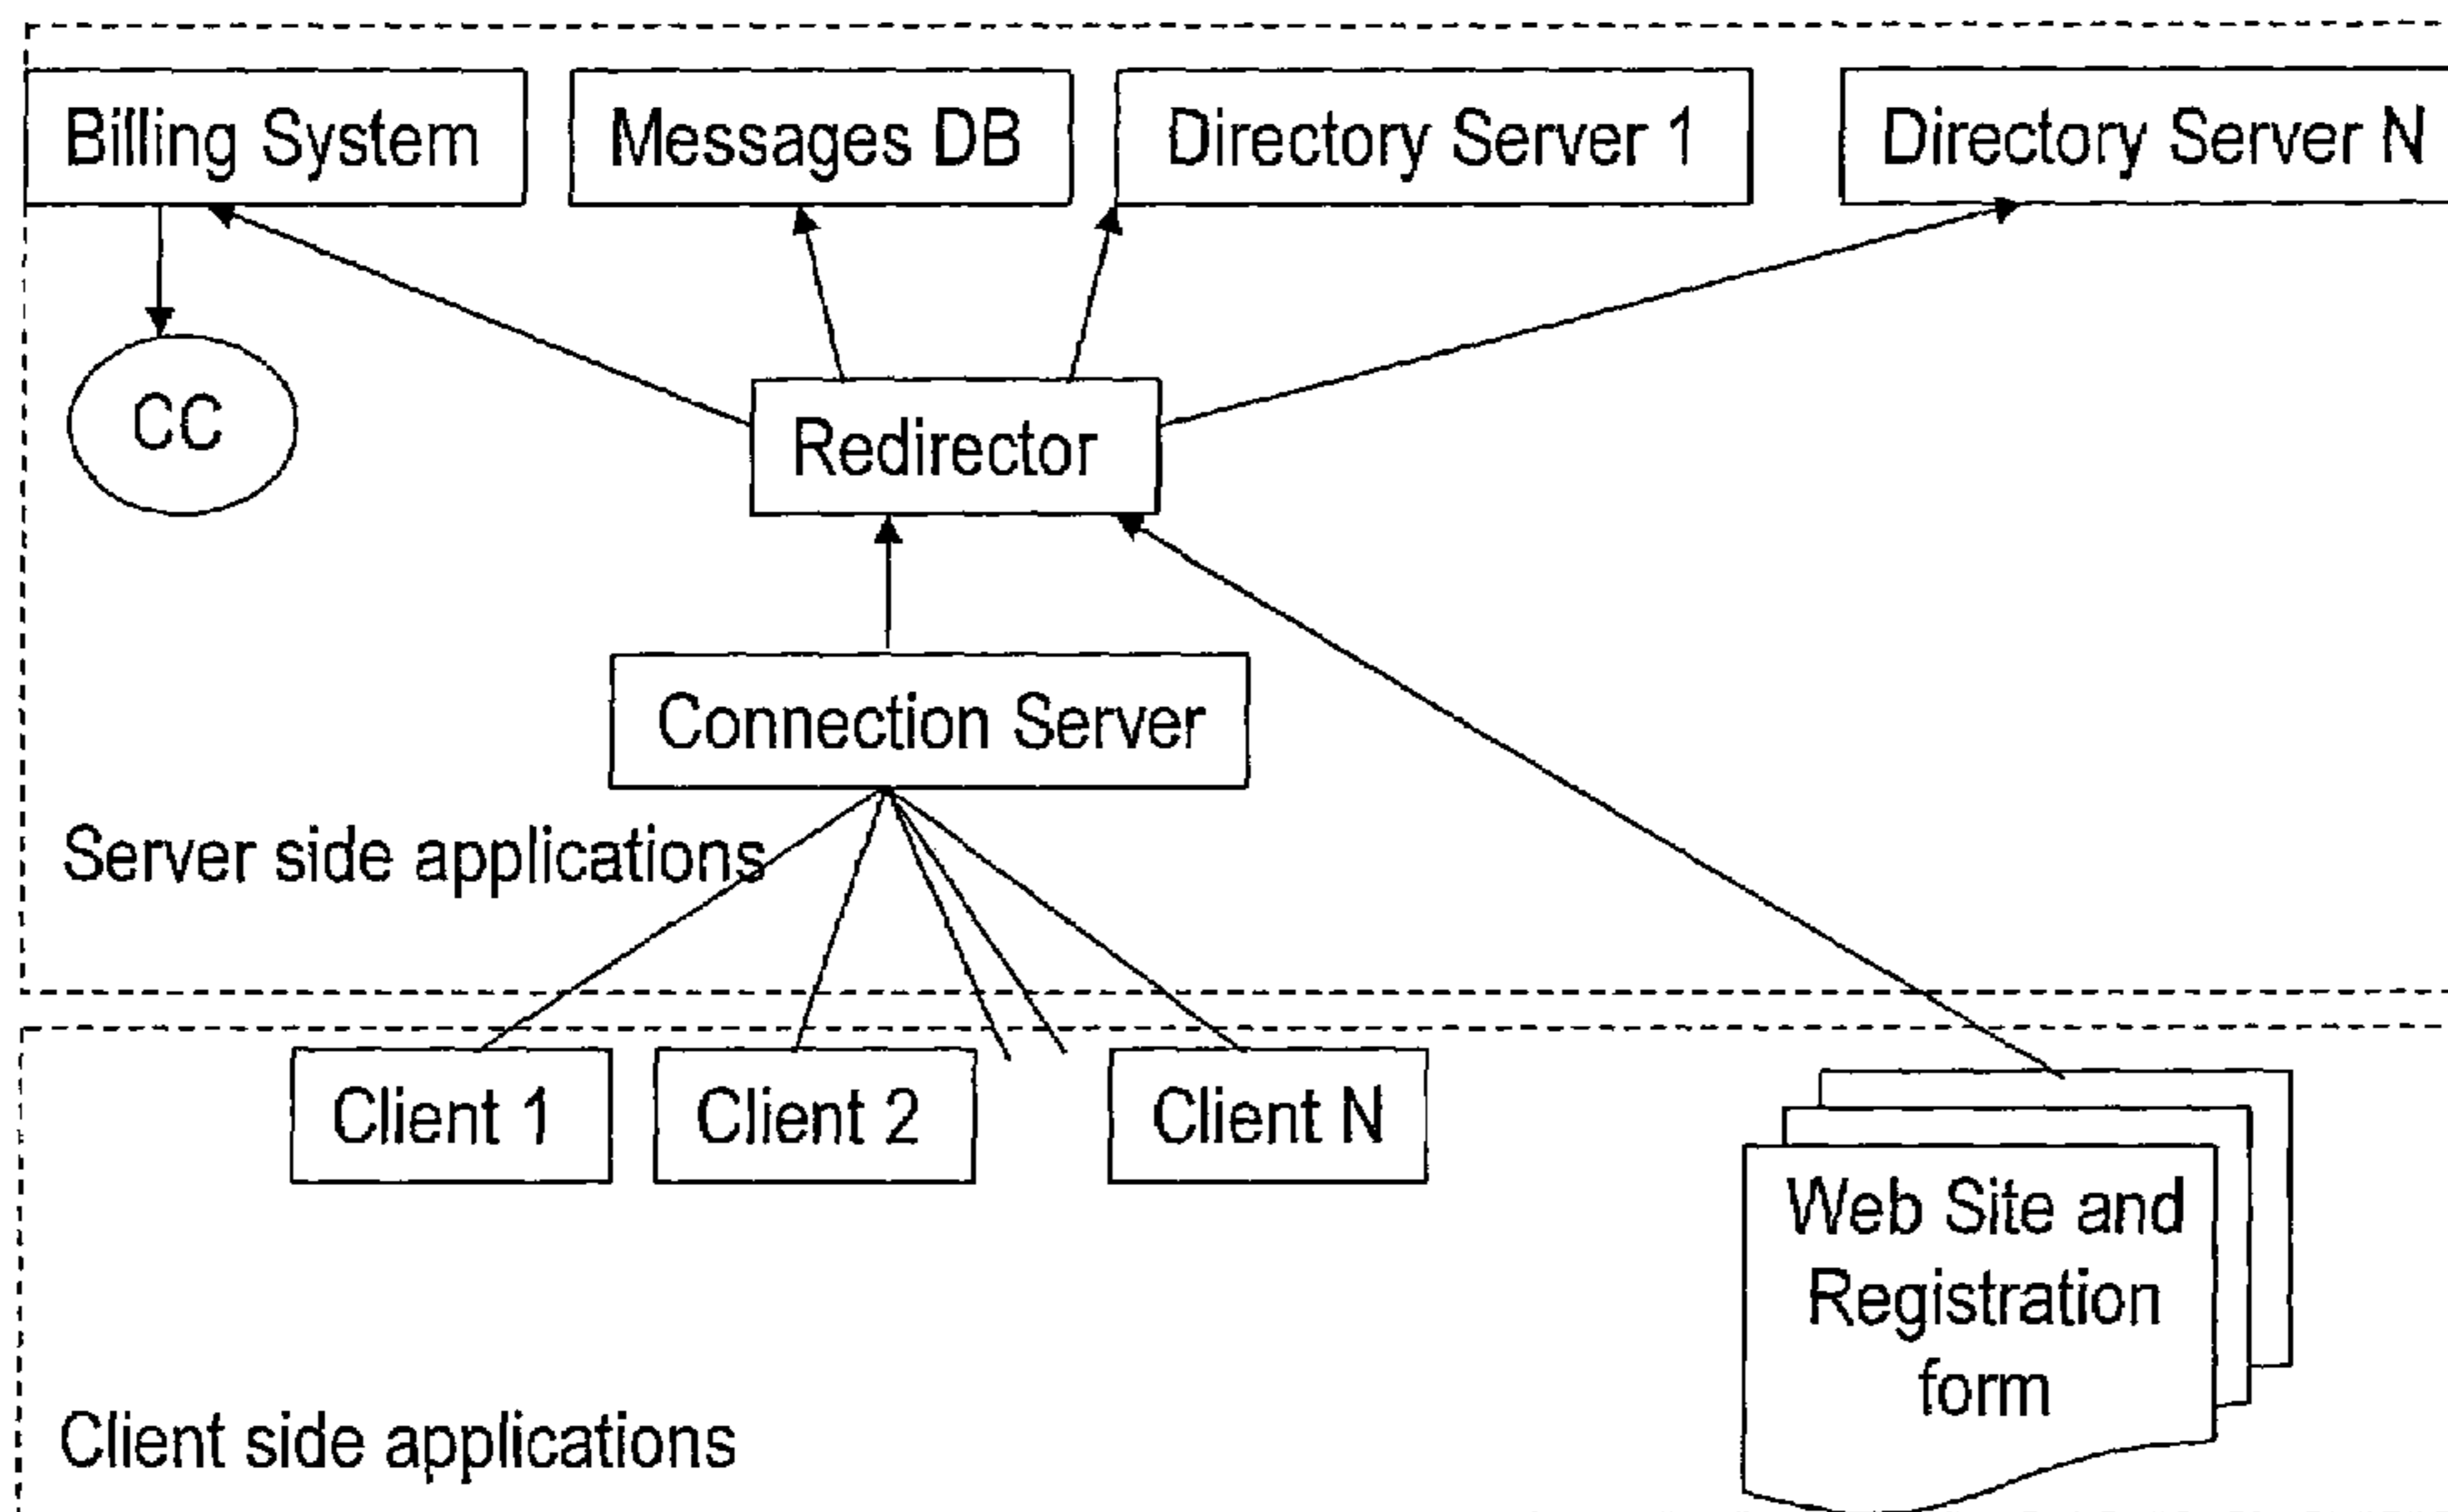 Billing System
Messages DB
Directory Server 1
Directory Server N
CC
Redirector
Connection Server
Server side applications
Client 1
Client 2
Client N
Web Site and
Registration
form
Client side applications